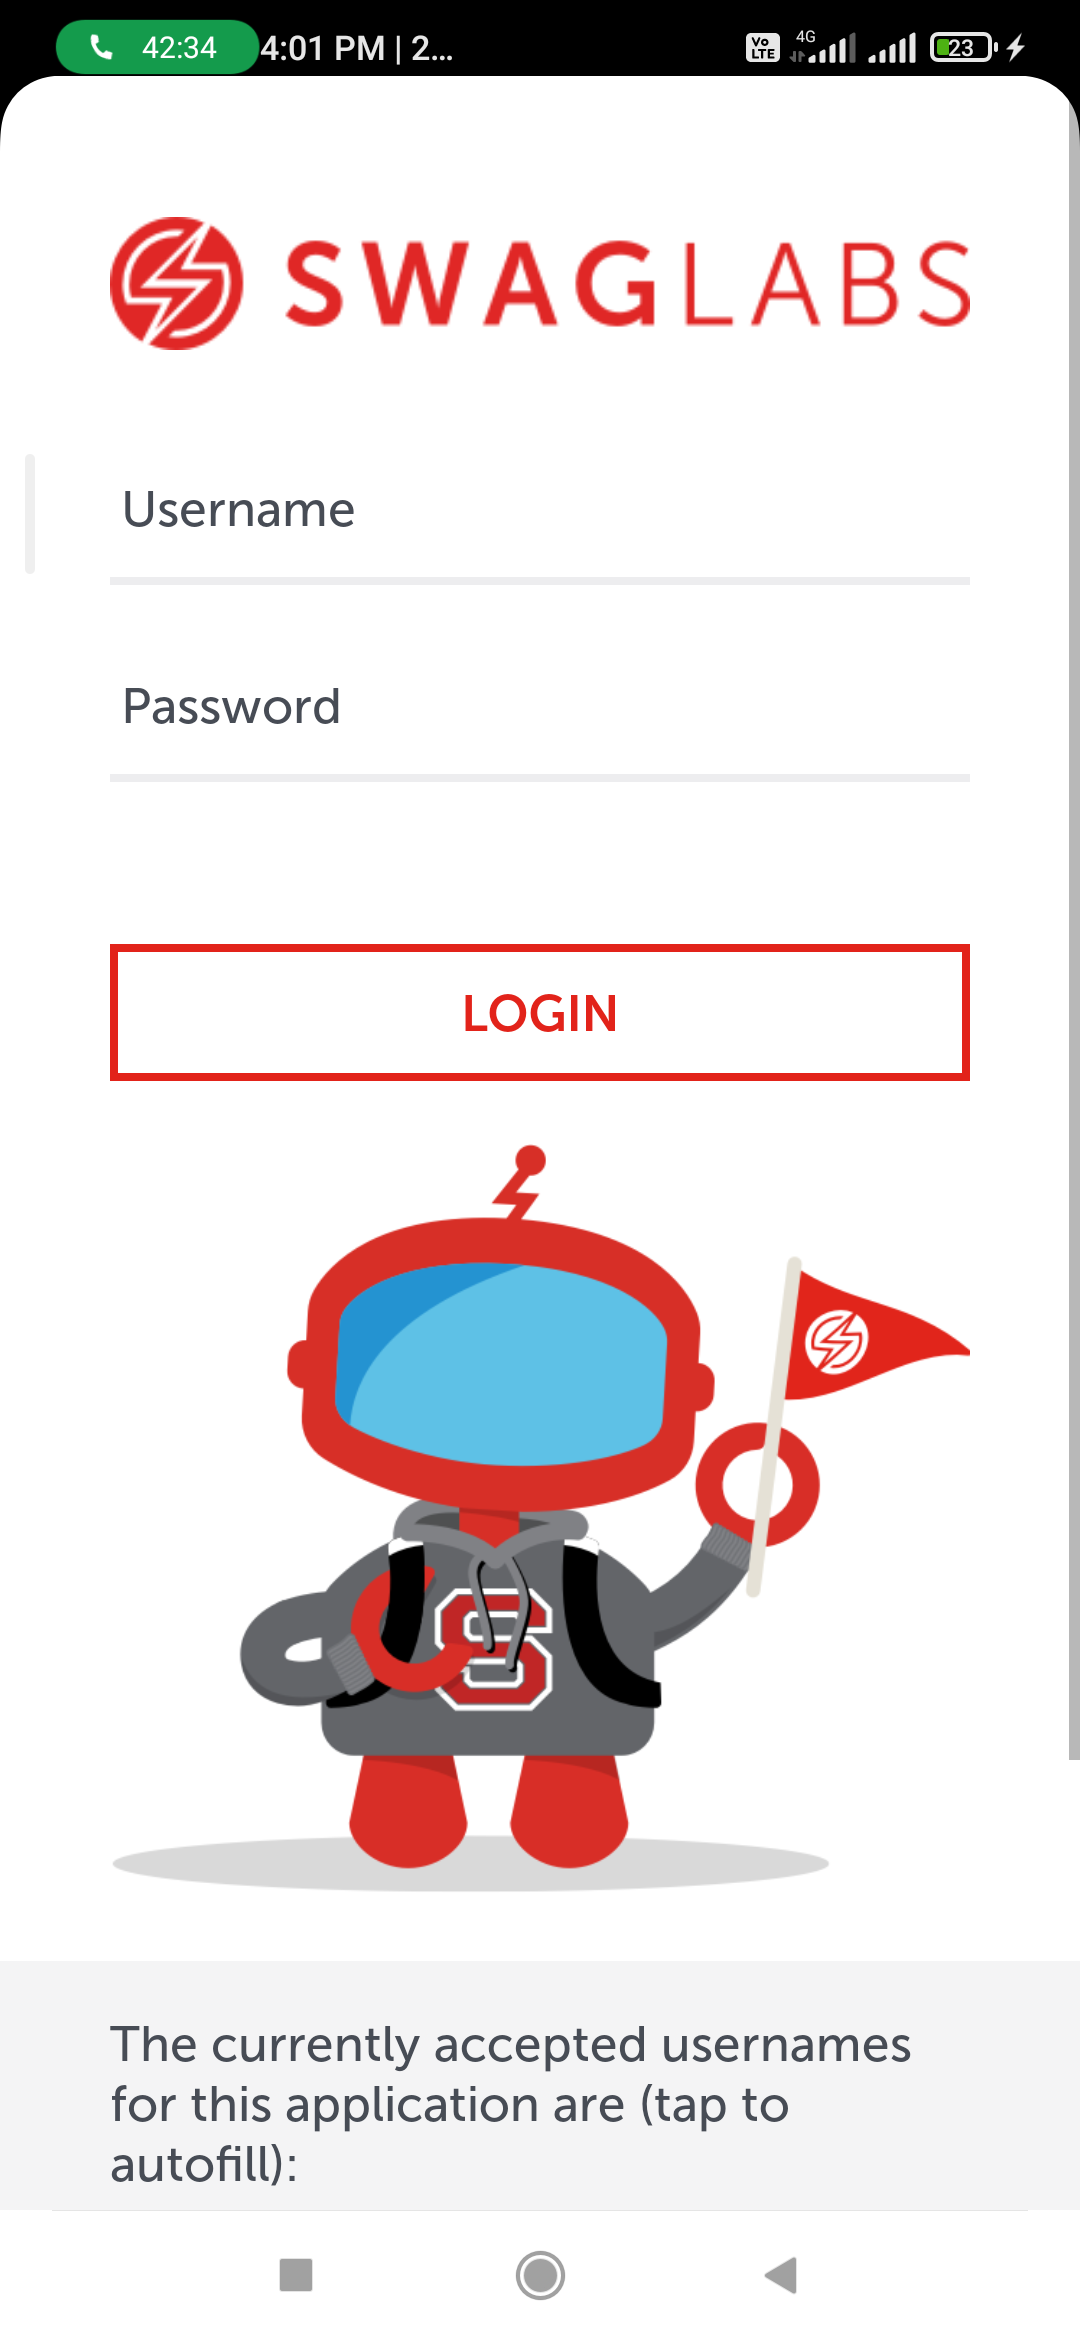 42:34 4:01 PM | 2... Vo LTE 4G 23
SWAGLABS
Username
Password
LOGIN
S
The currently accepted usernames
for this application are (tap to
autofill):